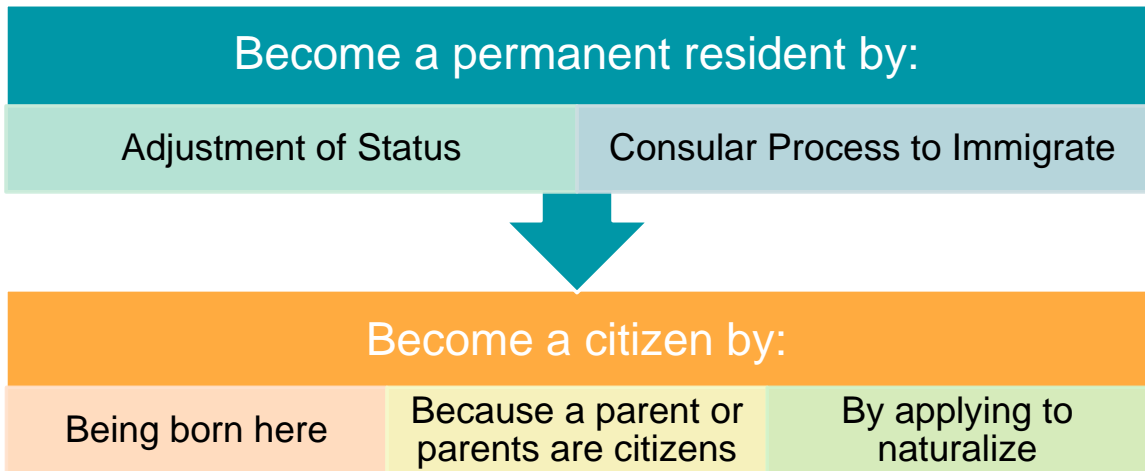 Become a permanent resident by:
Adjustment of Status
Consular Process to Immigrate
Become a citizen by:
Being born here
Because a parent or
parents are citizens
By applying to
naturalize